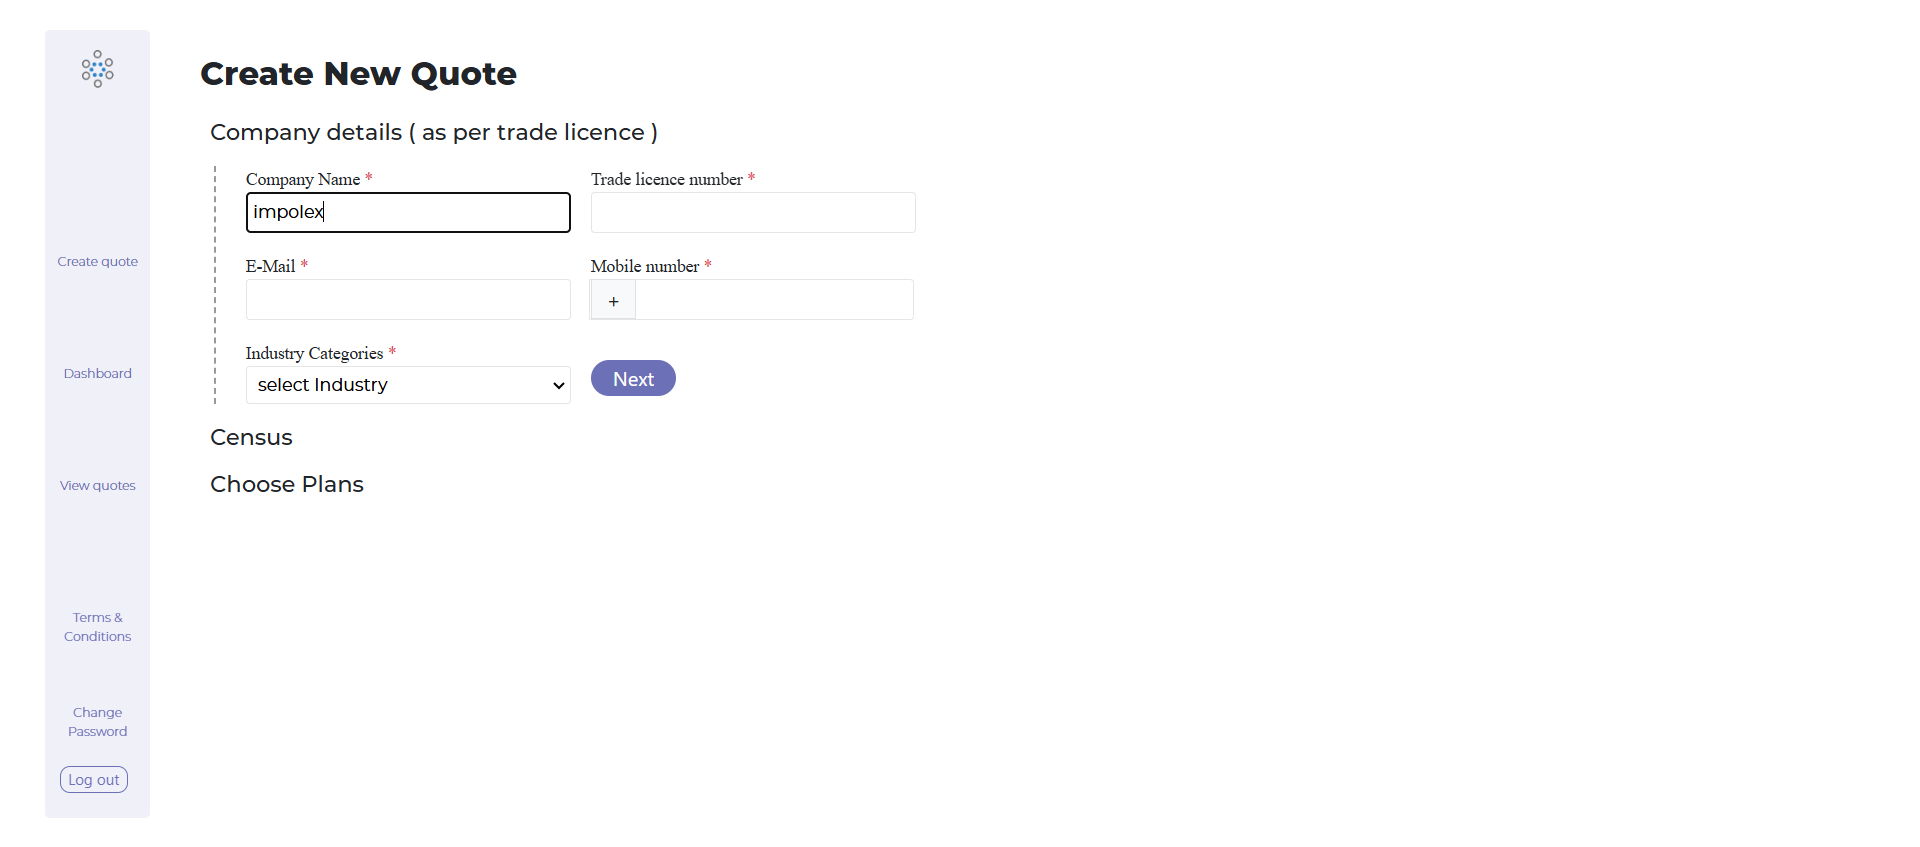 Create New Quote
Company details ( as per trade licence )
Company Name *
Trade licence number *
impolex
E-Mail *
Mobile number *
+
Industry Categories *
select Industry
Next
Census
Choose Plans
Create quote
Dashboard
View quotes
Terms &
Conditions
Change
Password
Log out